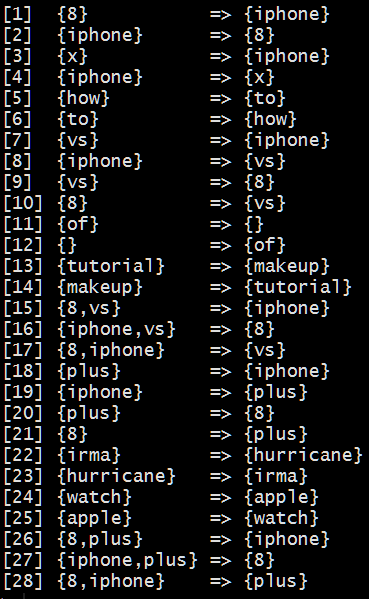 [1]  {8}             => {iphone}
[2]  {iphone}        => {8}
[3]  {x}             => {iphone}
[4]  {iphone}        => {x}
[5]  {how}           => {to}
[6]  {to}            => {how}
[7]  {vs}            => {iphone}
[8]  {iphone}        => {vs}
[9]  {vs}            => {8}
[10] {8}             => {vs}
[11] {of}            => {}
[12] {}              => {of}
[13] {tutorial}      => {makeup}
[14] {makeup}        => {tutorial}
[15] {8,vs}          => {iphone}
[16] {iphone,vs}     => {8}
[17] {8,iphone}      => {vs}
[18] {plus}          => {iphone}
[19] {iphone}        => {plus}
[20] {plus}          => {8}
[21] {8}             => {plus}
[22] {irma}          => {hurricane}
[23] {hurricane}     => {irma}
[24] {watch}         => {apple}
[25] {apple}         => {watch}
[26] {8,plus}        => {iphone}
[27] {iphone,plus} => {8}
[28] {8,iphone}      => {plus}